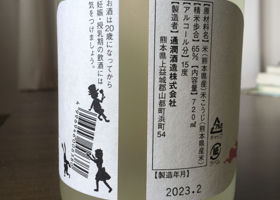 お酒は20歳になってから
妊娠・授乳期の飲酒には
気をつけましょう。
原材料名】米(熊本県産)米こうじ(熊本県産米)
【精米歩合】65%【内容量】720ml
【アルコール分】15度
【製造者】通潤酒造株式会社
熊本県上益城郡山都町浜町54
【製造年月】
2023.2